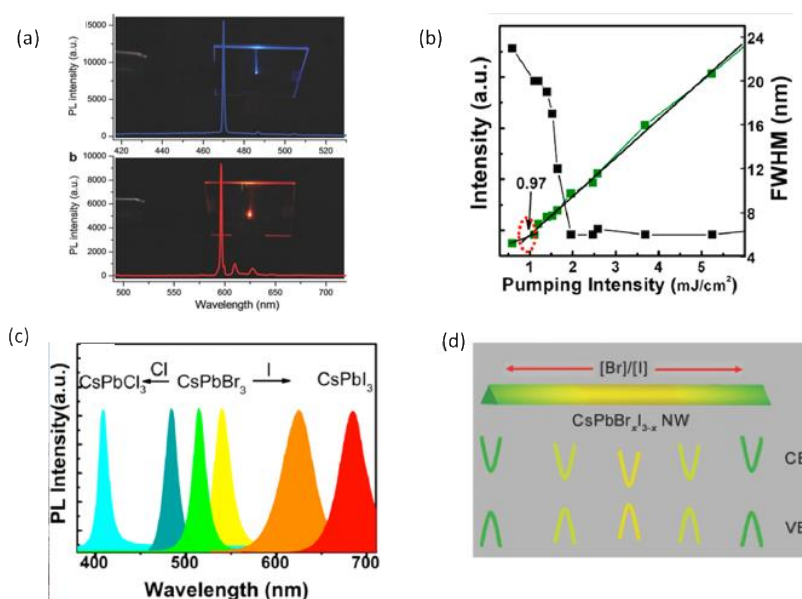 (a)
PL intensity (a.u.)
15000
10000
5000
0
420 440 460 480 500 520
b
PL intensity (a.u.)
10000
8000
6000
4000
2000
0
500 550 600 650 700
Wavelength (nm)
(b)
Intensity (a.u.)
0.97
24
20
16
12
8
6
4
FWHM (nm)
0 1 2 3 4 5 6
Pumping Intensity (mJ/cm²)
(c)
PL Intensity(a.u.)
Cl I
CsPbCl₃ CsPbBr₃ CsPbI₃
400 500 600 700
Wavelength (nm)
(d)
[Br]/[I]
CsPbBrₓI₃₋ₓ NW
CB
VB